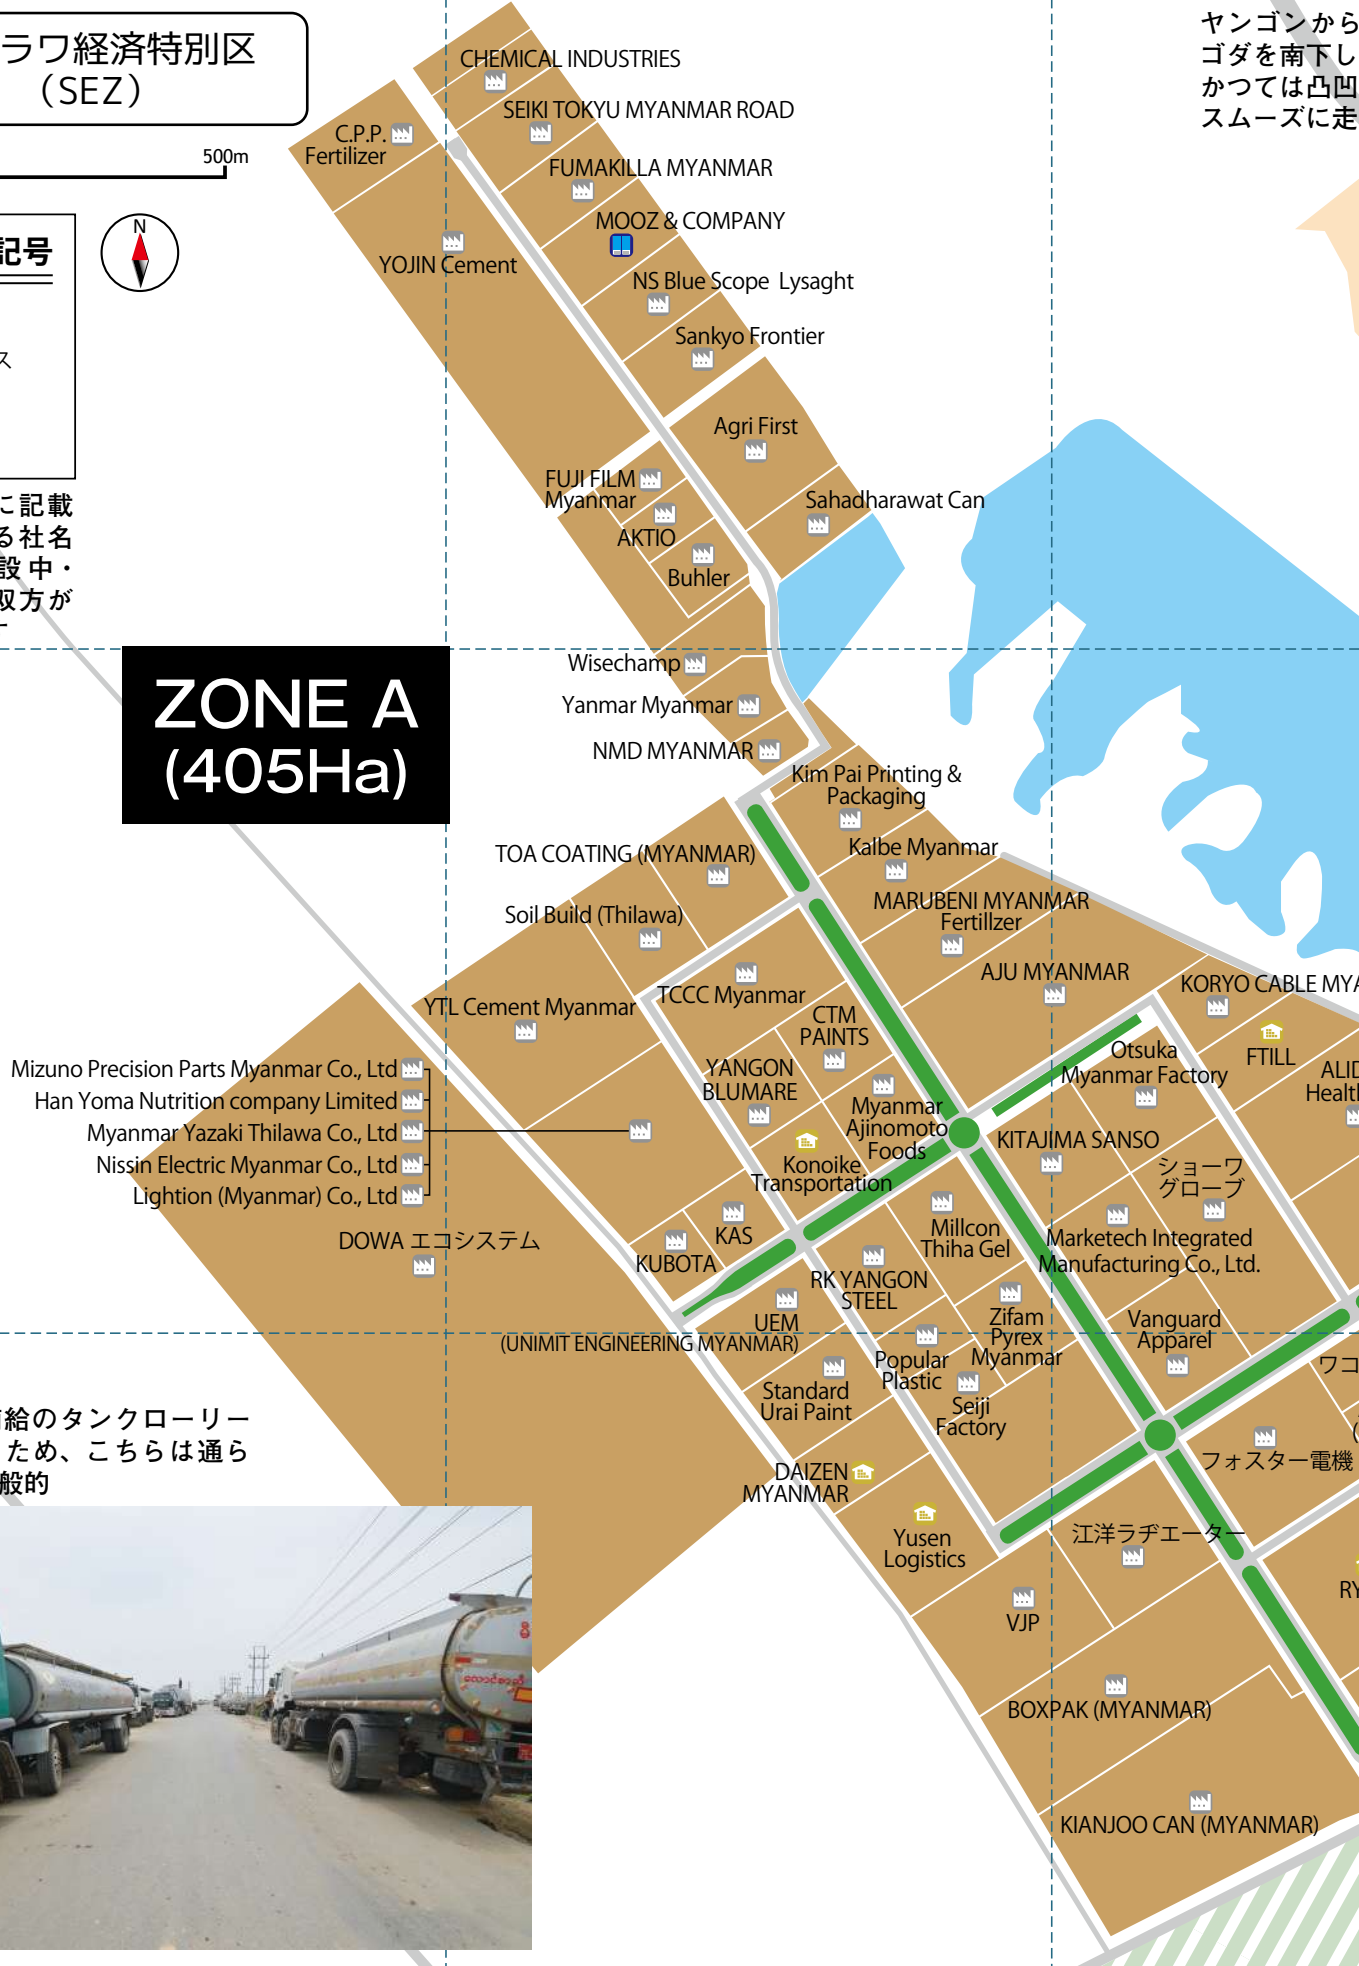 ラワ経済特別区
（SEZ）
500m
N
記号
ス
に記載
る社名
設中・
双方が
ヤンゴンから
ゴダを南下し
かつては凸凹
スムーズに走
CHEMICAL INDUSTRIES
SEIKI TOKYU MYANMAR ROAD
C.P.P.
Fertilizer
FUMAKILLA MYANMAR
MOOZ & COMPANY
YOJIN Cement
NS Blue Scope Lysaght
Sankyo Frontier
Agri First
FUJI FILM
Myanmar
Sahadharawat Can
AKTIO
Buhler
ZONE A
(405Ha)
Wisechamp
Yanmar Myanmar
NMD MYANMAR
Kim Pai Printing &
Packaging
TOA COATING (MYANMAR)
Kalbe Myanmar
Soil Build (Thilawa)
MARUBENI MYANMAR
Fertillzer
AJU MYANMAR
YTL Cement Myanmar
TCCC Myanmar
KORYO CABLE MYA
CTM
PAINTS
FTILL
Otsuka
Myanmar Factory
ALID
Health
Mizuno Precision Parts Myanmar Co., Ltd
Han Yoma Nutrition company Limited
Myanmar Yazaki Thilawa Co., Ltd
Nissin Electric Myanmar Co., Ltd
Lightion (Myanmar) Co., Ltd
YANGON
BLUMARE
Myanmar
Ajinomoto
Foods
KITAJIMA SANSO
Konoike
Transportation
ショーワ
グローブ
DOWA エコシステム
KAS
KUBOTA
Millcon
Thiha Gel
Marketech Integrated
Manufacturing Co., Ltd.
RK YANGON
STEEL
UEM
(UNIMIT ENGINEERING MYANMAR)
Zifam
Pyrex
Myanmar
Vanguard
Apparel
Popular
Plastic
ワコ
Standard
Urai Paint
Seiji
Factory
(
フォスター電機
DAIZEN
MYANMAR
Yusen
Logistics
江洋ラヂエーター
RY
VJP
BOXPAK (MYANMAR)
KIANJOO CAN (MYANMAR)
給のタンクローリー
ため、こちらは通ら
般的